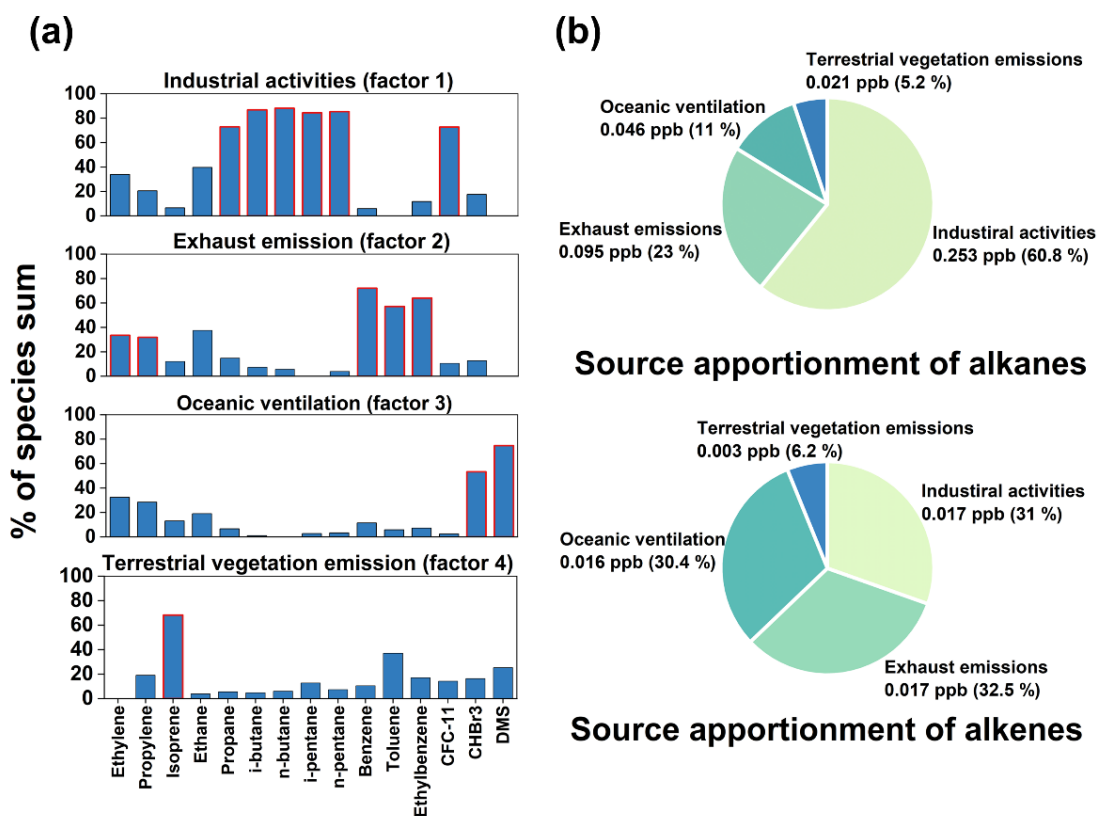 (a)
% of species sum
Industrial activities (factor 1)
100
80
60
40
20
0
Exhaust emission (factor 2)
100
80
60
40
20
0
Oceanic ventilation (factor 3)
100
80
60
40
20
0
Terrestrial vegetation emission (factor 4)
100
80
60
40
20
0
Ethylene
Propylene
Isoprene
Ethane
Propane
i-butane
n-butane
i-pentane
n-pentane
Benzene
Toluene
Ethylbenzene
CFC-11
CHBr3
DMS
(b)
Terrestrial vegetation emissions
0.021 ppb (5.2 %)
Oceanic ventilation
0.046 ppb (11 %)
Exhaust emissions
0.095 ppb (23 %)
Industiral activities
0.253 ppb (60.8 %)
Source apportionment of alkanes
Terrestrial vegetation emissions
0.003 ppb (6.2 %)
Industiral activities
0.017 ppb (31 %)
Oceanic ventilation
0.016 ppb (30.4 %)
Exhaust emissions
0.017 ppb (32.5 %)
Source apportionment of alkenes